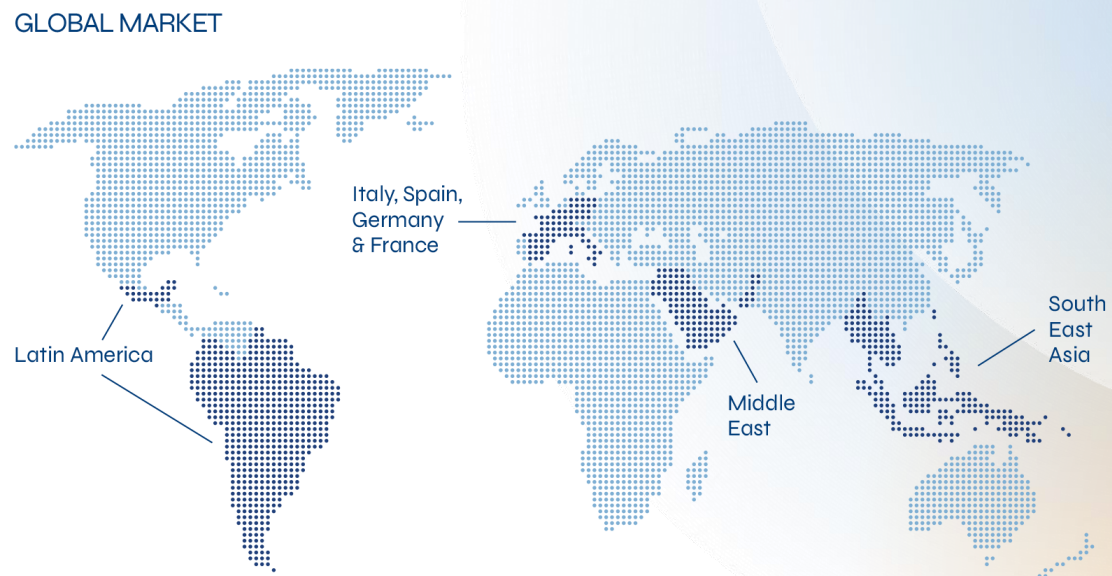 GLOBAL MARKET
Italy, Spain,
Germany
& France
Latin America
Middle
East
South
East
Asia